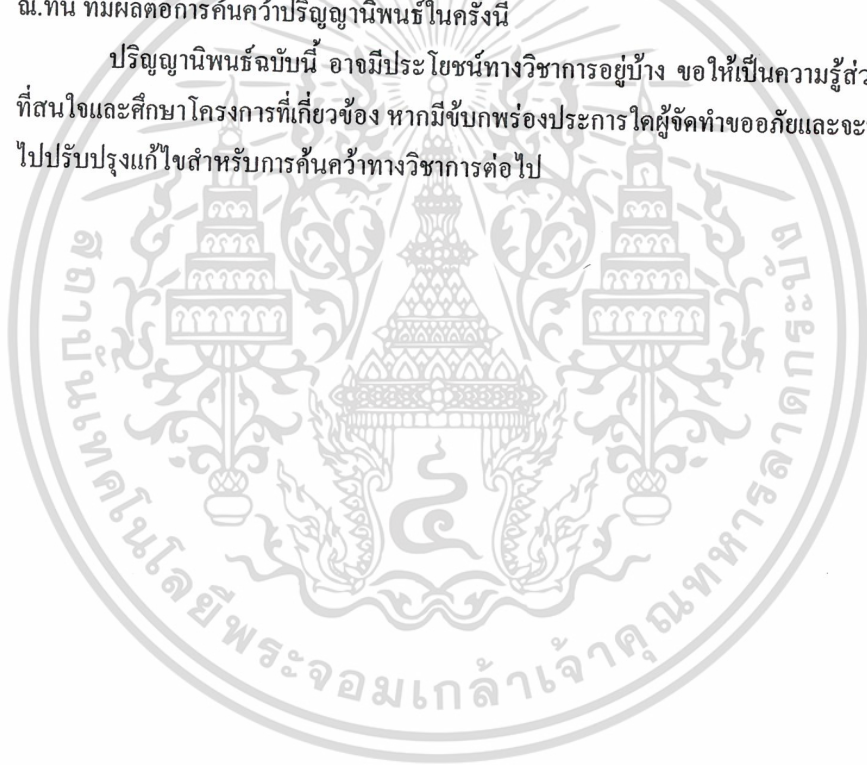 ณ.ที่นี้ ที่มีผลต่อการค้นคว้าปริญญานิพนธ์ในครั้งนี้
ปริญญานิพนธ์ฉบับนี้ อาจมีประโยชน์ทางวิชาการอยู่บ้าง ขอให้เป็นความรู้ส่ว
ที่สนใจและศึกษาโครงการที่เกี่ยวข้อง หากมีข้บกพร่องประการใดผู้จัดทำขออภัยและจะ
ไปปรับปรุงแก้ไขสำหรับการค้นคว้าทางวิชาการต่อไป
สถาบันเทคโนโลยีพระจอมเกล้าเจ้าคุณทหารลาดกระบัง